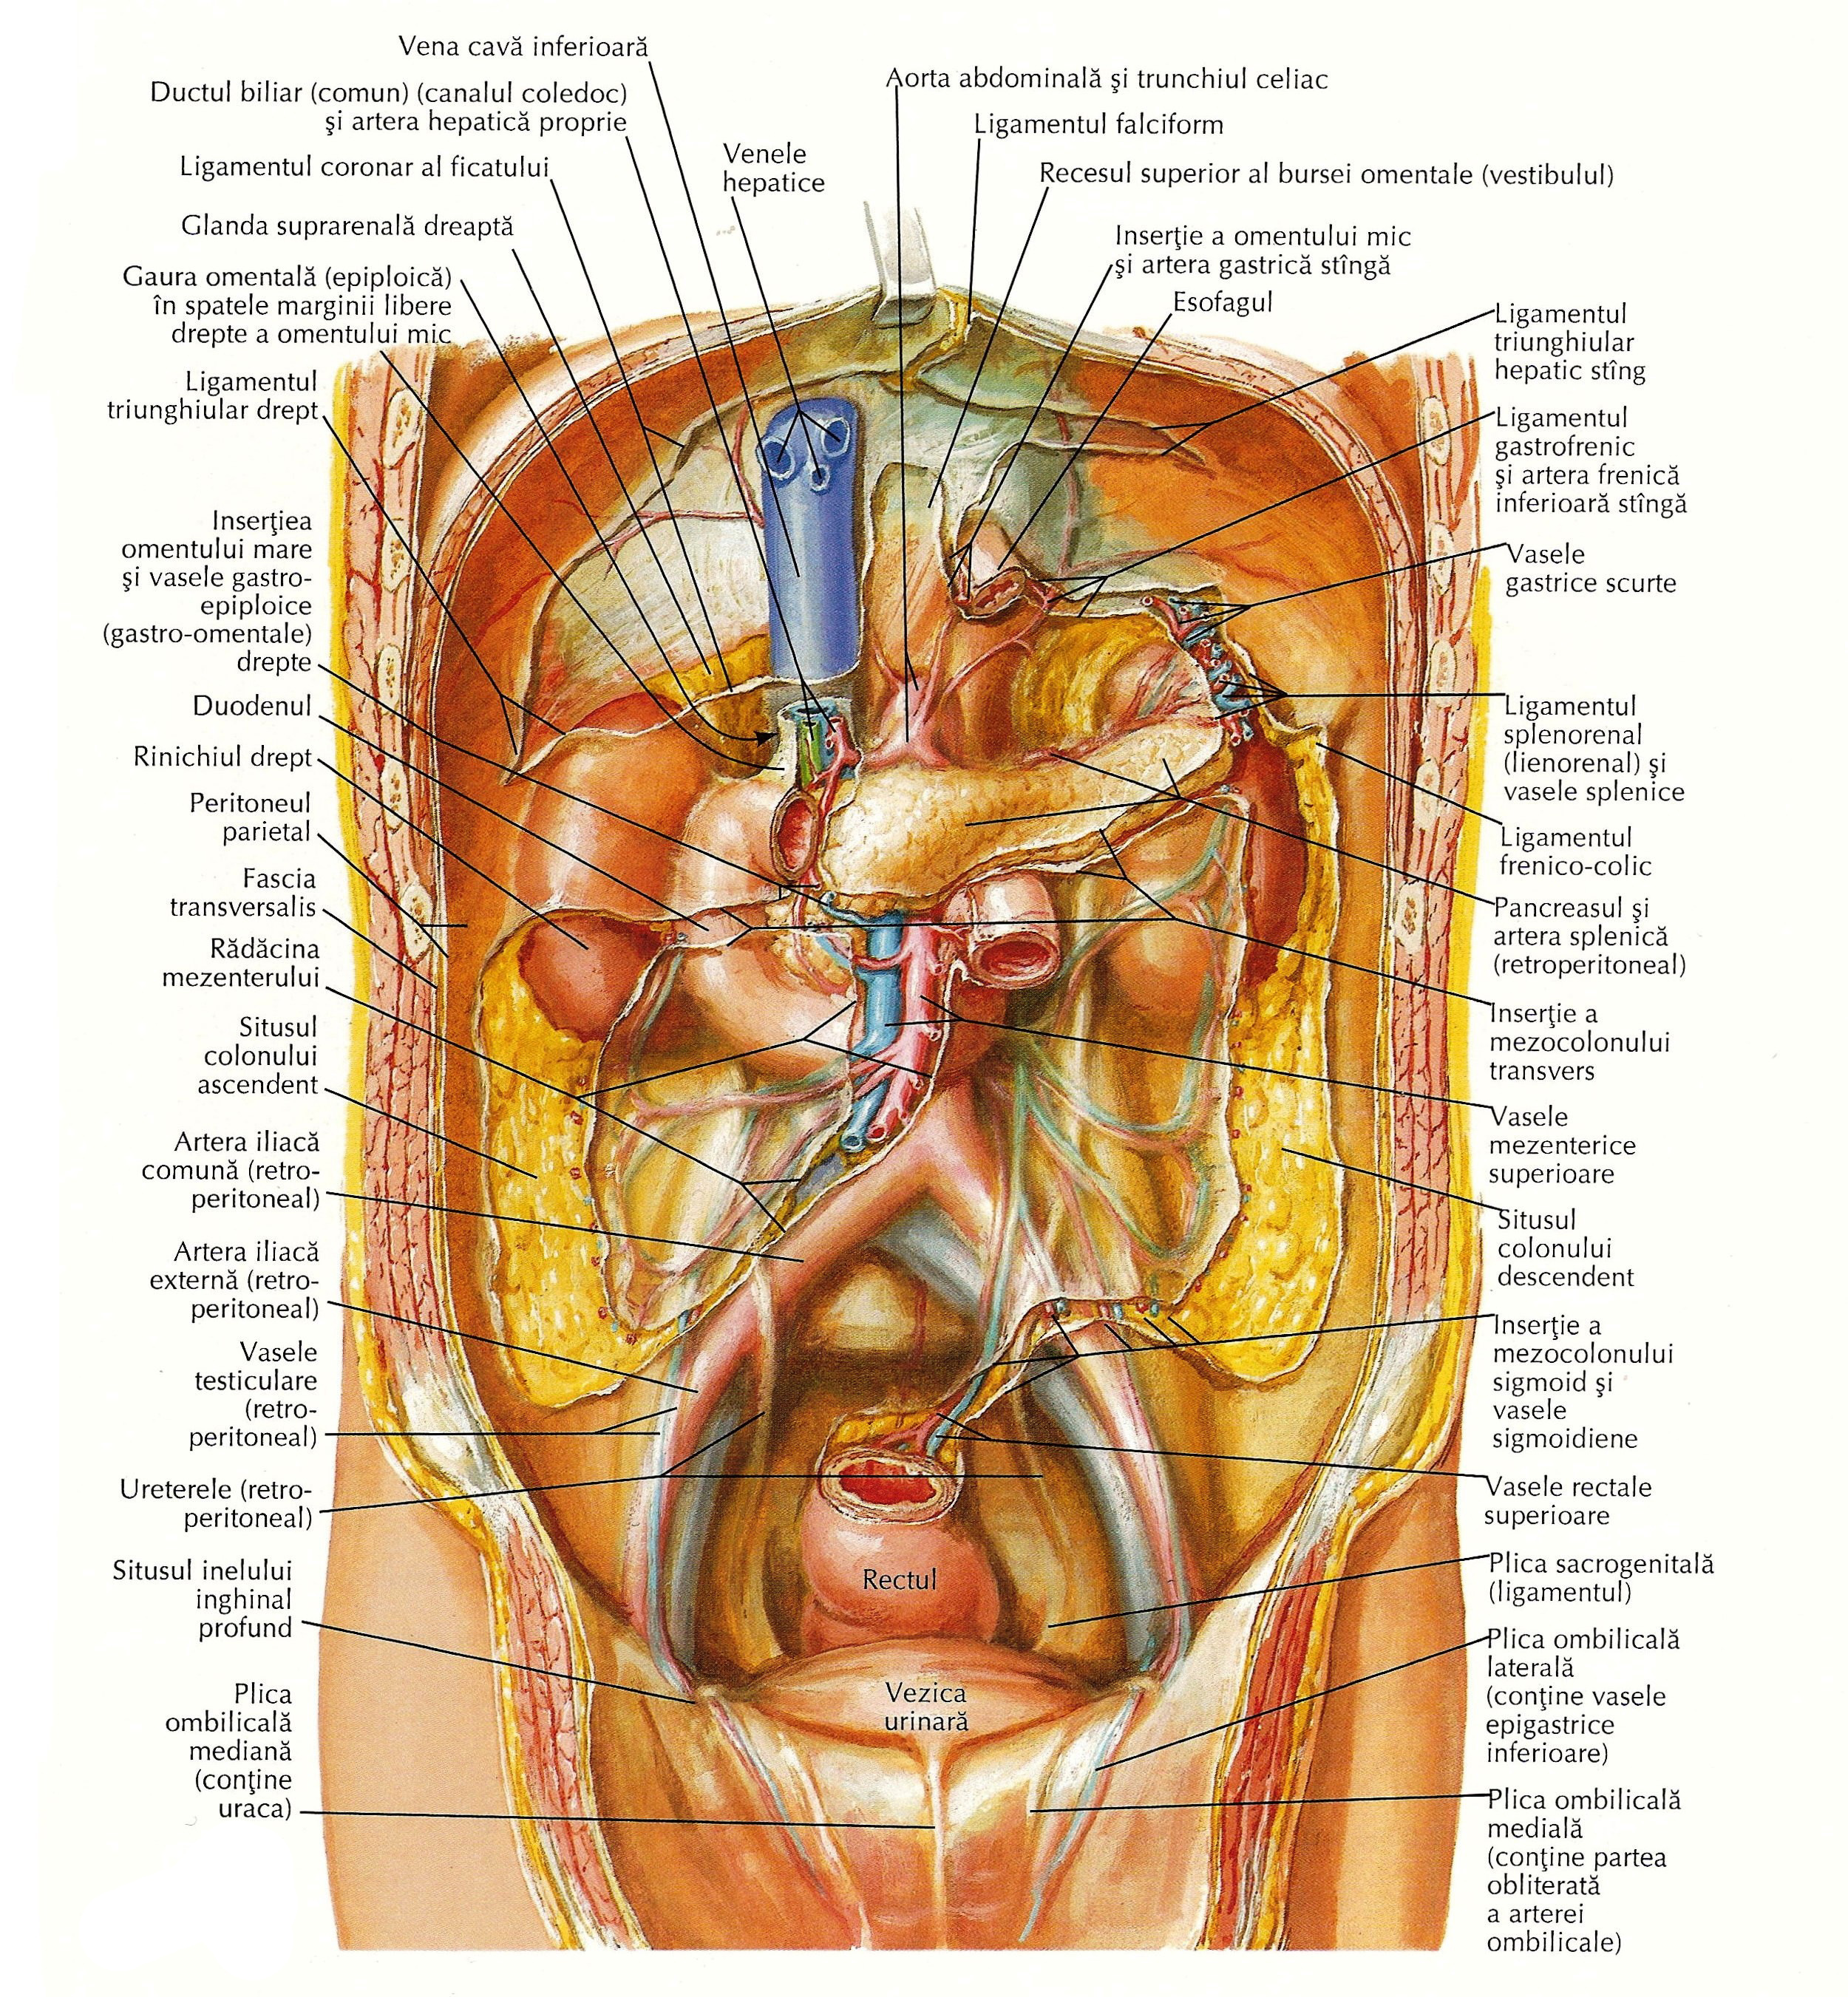 Vena cavă inferioară
Ductul biliar (comun) (canalul coledoc)
şi artera hepatică proprie
Ligamentul coronar al ficatului
Glanda suprarenală dreaptă
Gaura omentală (epiploică)
în spatele marginii libere
drepte a omentului mic
Ligamentul
triunghiular drept
Inserţiea
omentului mare
şi vasele gastro-
epiploice
(gastro-omentale)
drepte
Duodenul
Rinichiul drept
Peritoneul
parietal
Fascia
transversalis
Rădăcina
mezenterului
Situsul
colonului
ascendent
Artera iliacă
comună (retro-
peritoneal)
Artera iliacă
externă (retro-
peritoneal)
Vasele
testiculare
(retro-
peritoneal)
Ureterele (retro-
peritoneal)
Situsul inelului
inghinal
profund
Plica
ombilicală
mediană
(conţine
uraca)
Venele
hepatice
Aorta abdominală şi trunchiul celiac
Ligamentul falciform
Recesul superior al bursei omentale (vestibulul)
Inserţie a omentului mic
şi artera gastrică stîngă
Esofagul
Ligamentul
triunghiular
hepatic stîng
Ligamentul
gastrofrenic
şi artera frenică
inferioară stîngă
Vasele
gastrice scurte
Ligamentul
splenorenal
(lienorenal) şi
vasele splenice
Ligamentul
frenico-colic
Pancreasul şi
artera splenică
(retroperitoneal)
Inserţie a
mezocolonului
transvers
Vasele
mezenterice
superioare
Situsul
colonului
descendent
Inserţie a
mezocolonului
sigmoid şi
vasele
sigmoidiene
Vasele rectale
superioare
Plica sacrogenitală
(ligamentul)
Plica ombilicală
laterală
(conţine vasele
epigastrice
inferioare)
Plica ombilicală
medială
(conţine partea
obliterată
a arterei
ombilicale)
Rectul
Vezica
urinară